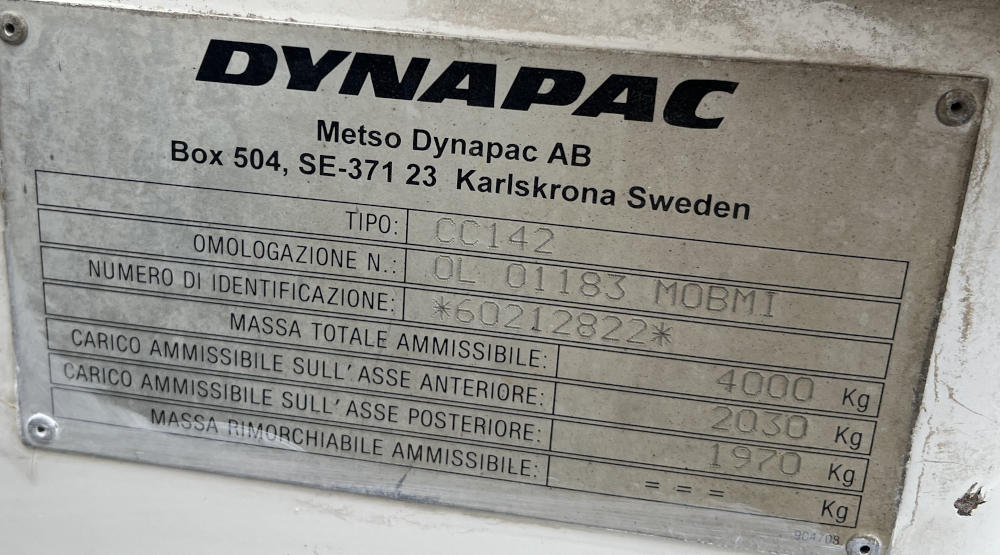 DYNAPAC
Metso Dynapac AB
Box 504, SE-371 23 Karlskrona Sweden
TIPO: CC142
OMOLOGAZIONE N.: OL 01183 MOBMI
NUMERO DI IDENTIFICAZIONE: *60212822*
MASSA TOTALE AMMISSIBILE: 4000 Kg
CARICO AMMISSIBILE SULL'ASSE ANTERIORE: 2030 Kg
CARICO AMMISSIBILE SULL'ASSE POSTERIORE: 1970 Kg
MASSA RIMORCHIABILE AMMISSIBILE: = = = Kg
904708